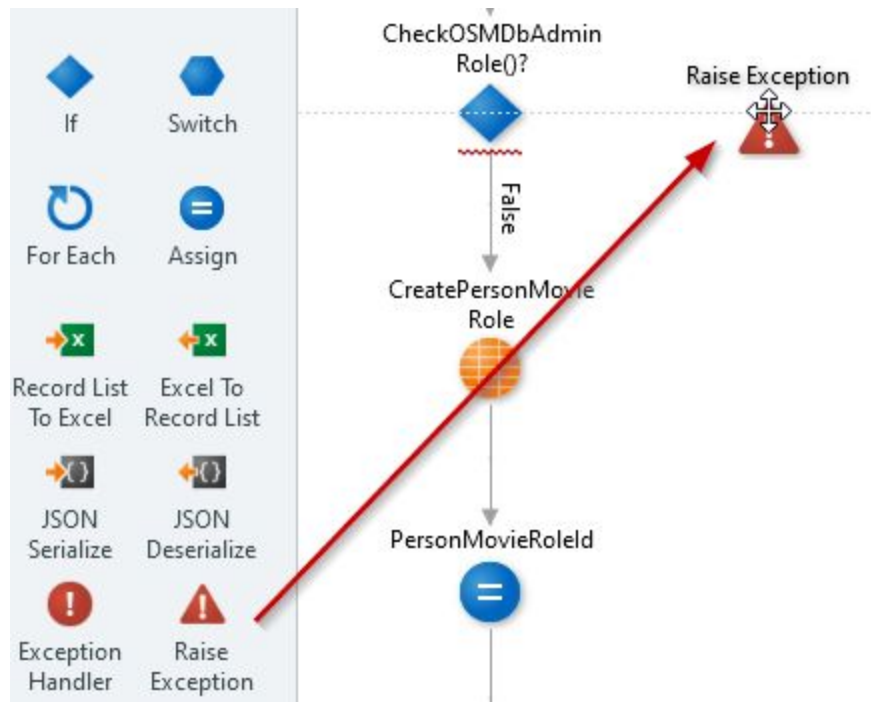 CheckOSMDbAdmin
Role()?
Raise Exception
If
Switch
False
For Each
Assign
CreatePersonMovie
Role
Record List
To Excel
Excel To
Record List
JSON
Serialize
JSON
Deserialize
PersonMovieRoleId
Exception
Handler
Raise
Exception